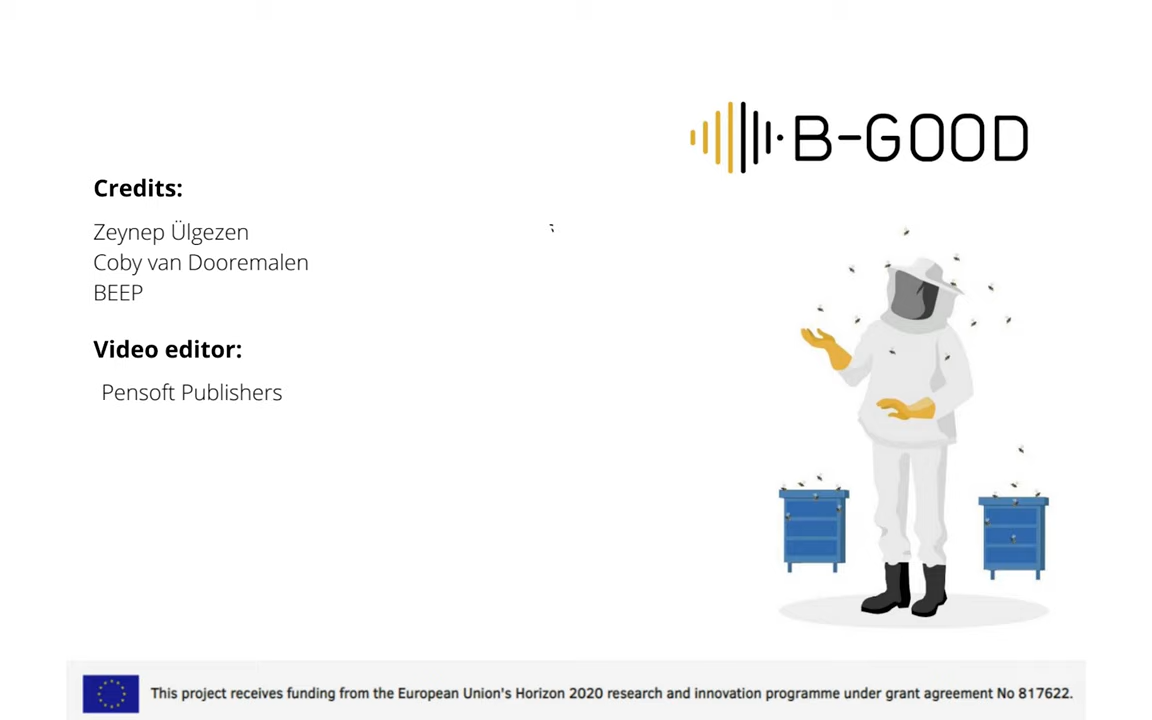 B-GOOD
Credits:
Zeynep Ülgezen
Coby van Dooremalen
BEEP
Video editor:
Pensoft Publishers
This project receives funding from the European Union's Horizon 2020 research and innovation programme under grant agreement No 817622.